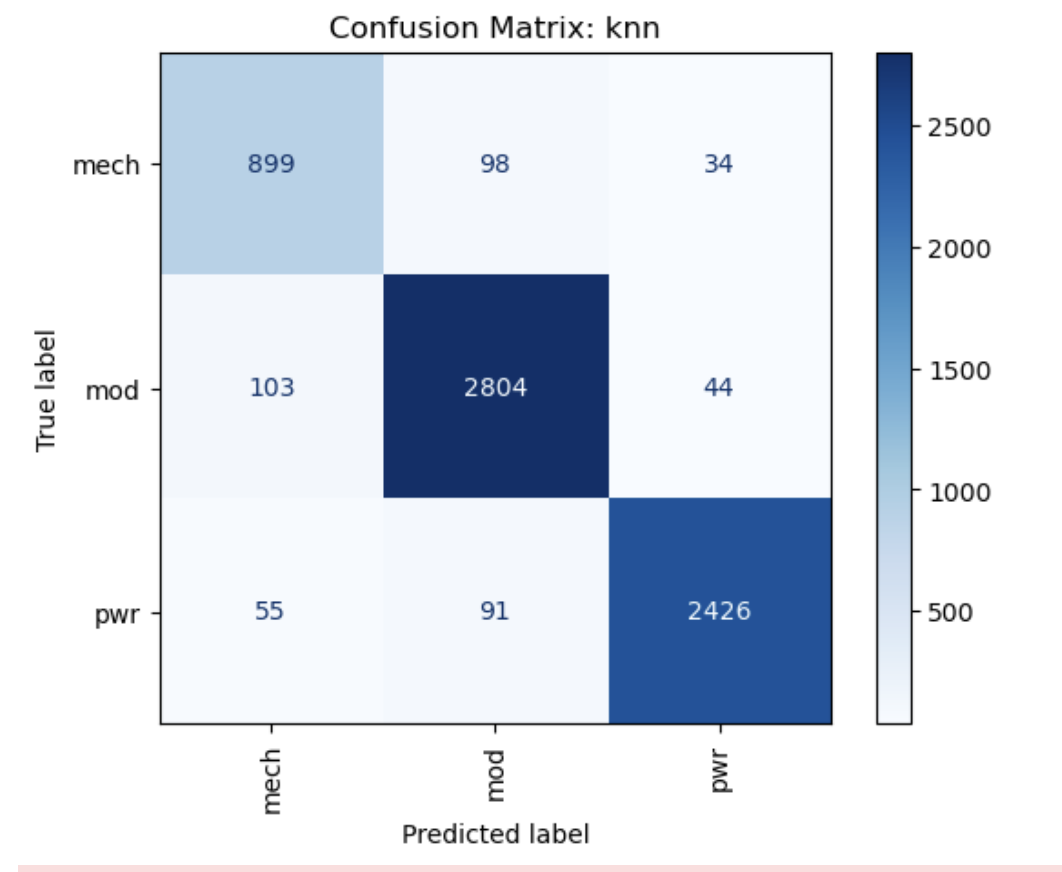 Confusion Matrix: knn
mech 899 98 34
mod 103 2804 44
pwr 55 91 2426
mech mod pwr
Predicted label
True label
2500
2000
1500
1000
500